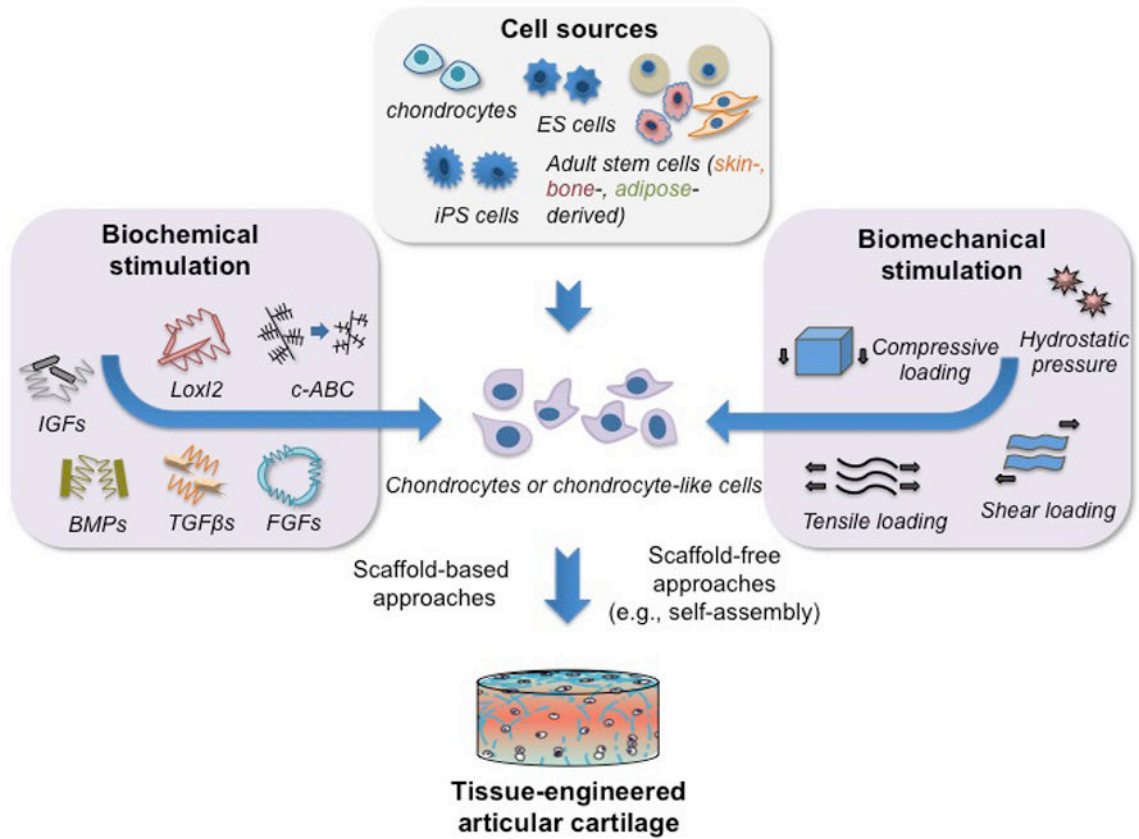 Cell sources
chondrocytes
ES cells
iPS cells
Adult stem cells (skin-,
bone-, adipose-
derived)
Biochemical
stimulation
IGFs
Loxl2
c-ABC
BMPs
TGFβs
FGFs
Biomechanical
stimulation
Compressive
loading
Hydrostatic
pressure
Tensile loading
Shear loading
Chondrocytes or chondrocyte-like cells
Scaffold-based
approaches
Scaffold-free
approaches
(e.g., self-assembly)
Tissue-engineered
articular cartilage